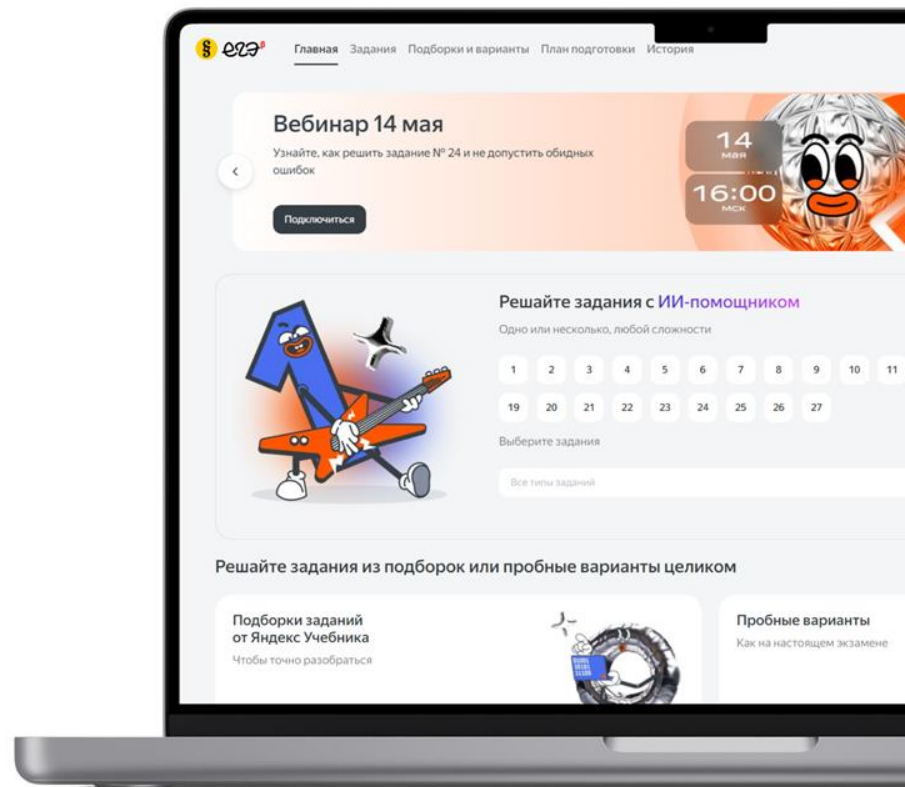 § егэ β
Главная Задания Подборки и варианты План подготовки История
Вебинар 14 мая
Узнайте, как решить задание № 24 и не допустить обидных
ошибок
Подключиться
14
мая
16:00
мск
Решайте задания с ИИ-помощником
Одно или несколько, любой сложности
1 2 3 4 5 6 7 8 9 10 11
19 20 21 22 23 24 25 26 27
Выберите задания
Все типы заданий
Решайте задания из подборок или пробные варианты целиком
Подборки заданий
от Яндекс Учебника
Чтобы точно разобраться
Пробные варианты
Как на настоящем экзамене